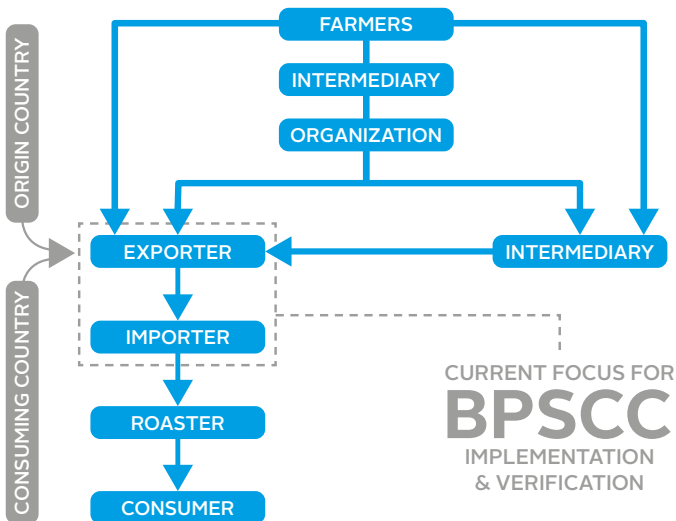 FARMERS
INTERMEDIARY
ORGANIZATION
ORIGIN COUNTRY
EXPORTER
INTERMEDIARY
IMPORTER
CONSUMING COUNTRY
CURRENT FOCUS FOR
BPSCC
IMPLEMENTATION
& VERIFICATION
ROASTER
CONSUMER